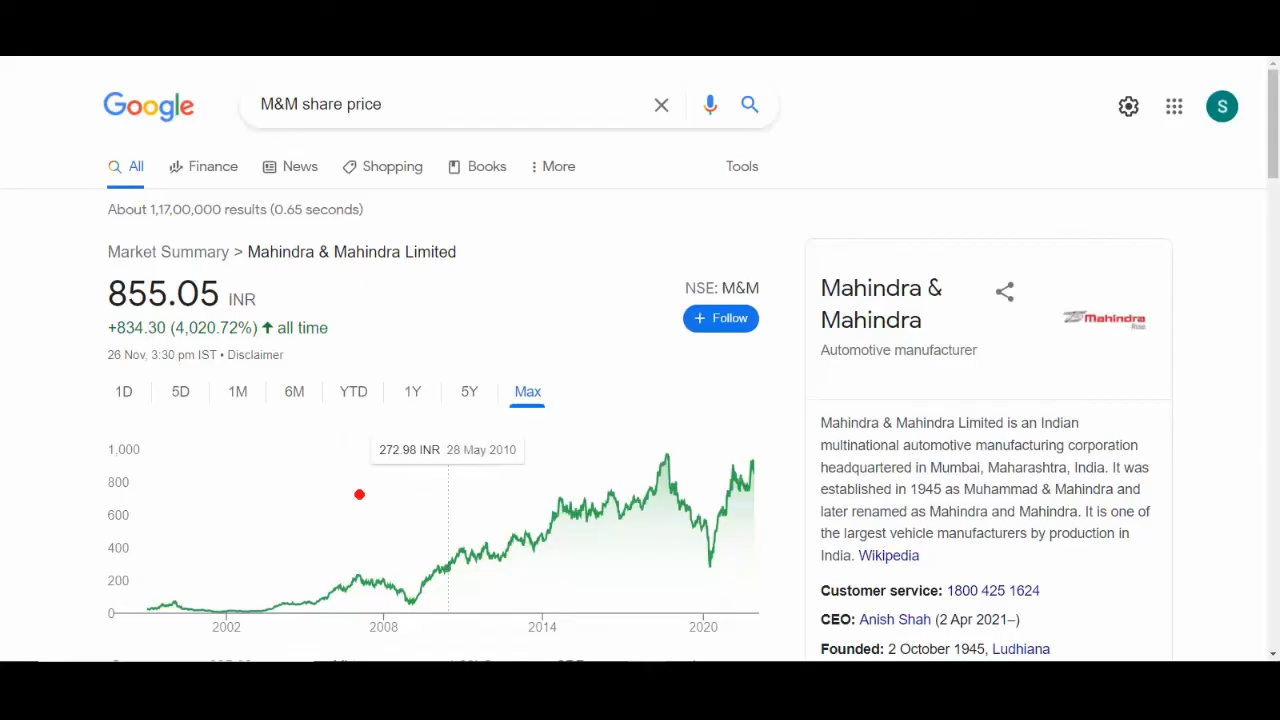 Google
M&M share price
S
All Finance News Shopping Books More Tools
About 1,17,00,000 results (0.65 seconds)
Market Summary > Mahindra & Mahindra Limited
855.05 INR
NSE: M&M
+834.30 (4,020.72%) all time
+ Follow
26 Nov, 3:30 pm IST • Disclaimer
1D 5D 1M 6M YTD 1Y 5Y Max
272.98 INR 28 May 2010
1,000
800
600
400
200
0
2002 2008 2014 2020
Mahindra &
Mahindra
Mahindra
Rise.
Automotive manufacturer
Mahindra & Mahindra Limited is an Indian
multinational automotive manufacturing corporation
headquartered in Mumbai, Maharashtra, India. It was
established in 1945 as Muhammad & Mahindra and
later renamed as Mahindra and Mahindra. It is one of
the largest vehicle manufacturers by production in
India. Wikipedia
Customer service: 1800 425 1624
CEO: Anish Shah (2 Apr 2021–)
Founded: 2 October 1945, Ludhiana